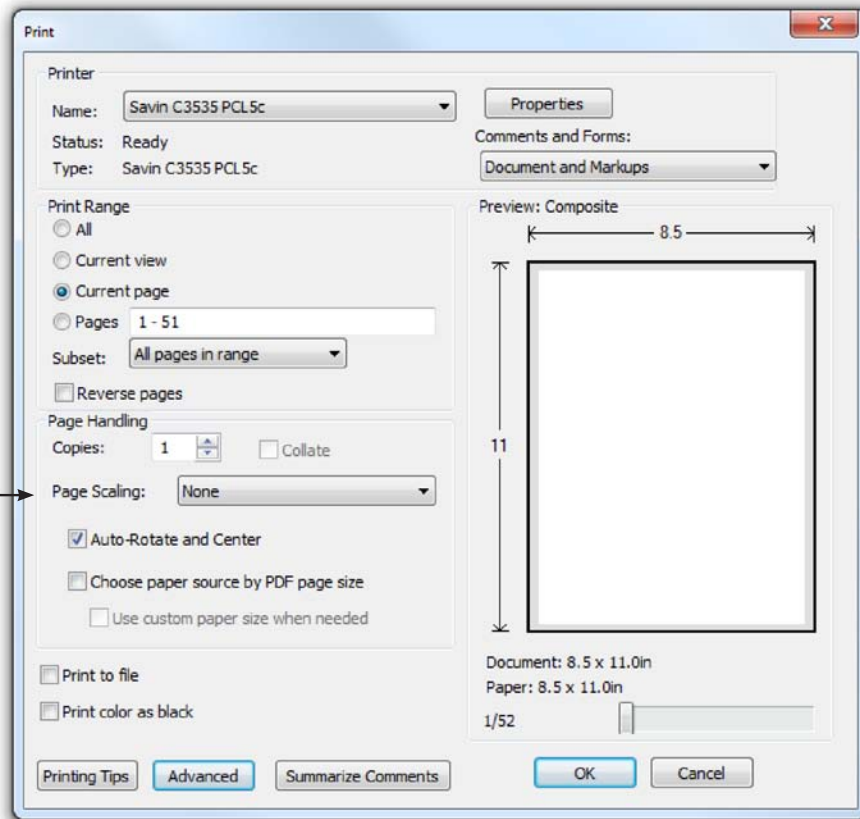 Print
Printer
Name: Savin C3535 PCL5c Properties
Status: Ready Comments and Forms:
Type: Savin C3535 PCL5c Document and Markups
Print Range
All
Current view
Current page
Pages 1 - 51
Subset: All pages in range
Reverse pages
Page Handling
Copies: 1 Collate
Page Scaling: None
Auto-Rotate and Center
Choose paper source by PDF page size
Use custom paper size when needed
Print to file
Print color as black
Preview: Composite
8.5
11
Document: 8.5 x 11.0in
Paper: 8.5 x 11.0in
1/52
Printing Tips Advanced Summarize Comments OK Cancel